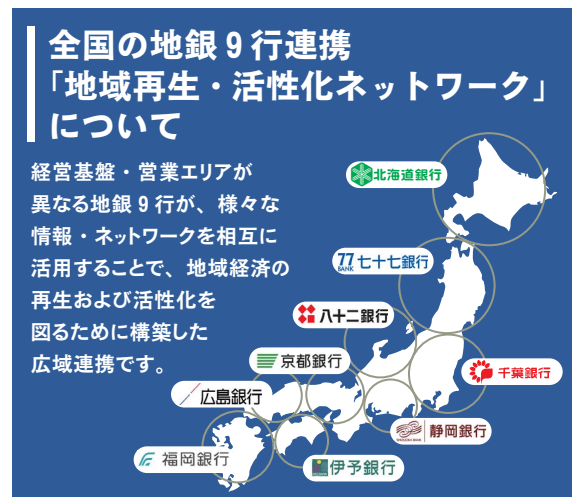 全国の地銀9行連携
「地域再生・活性化ネットワーク」
について
経営基盤・営業エリアが
異なる地銀9行が、様々な
情報・ネットワークを相互に
活用することで、地域経済の
再生および活性化を
図るために構築した
広域連携です。
北海道銀行
77 BANK 七十七銀行
八十二銀行
京都銀行
千葉銀行
広島銀行
SHIZUOKA BANK 静岡銀行
福岡銀行
伊予銀行